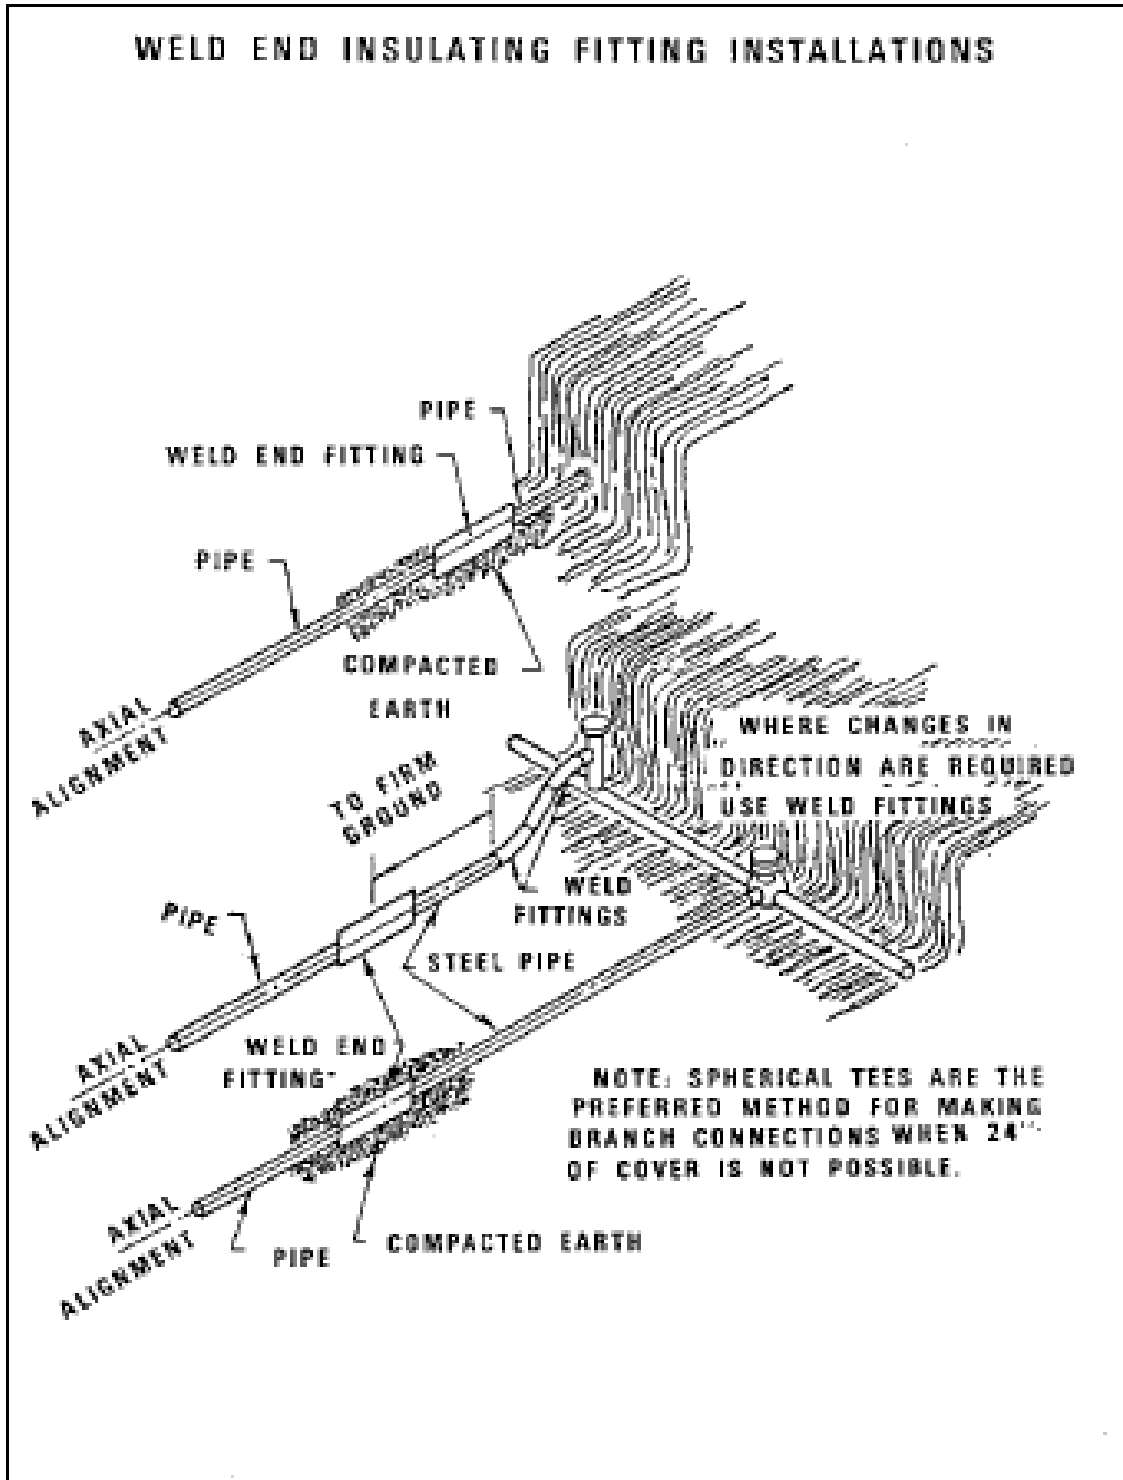 WELD END INSULATING FITTING INSTALLATIONS
PIPE
WELD END FITTING
PIPE
COMPACTED
EARTH
AXIAL
ALIGNMENT
WHERE CHANGES IN
DIRECTION ARE REQUIRED
USE WELD FITTINGS
TO FIRM
GROUND
WELD
FITTINGS
PIPE
STEEL PIPE
AXIAL
ALIGNMENT
WELD END
FITTING
NOTE: SPHERICAL TEES ARE THE
PREFERRED METHOD FOR MAKING
BRANCH CONNECTIONS WHEN 24"
OF COVER IS NOT POSSIBLE.
AXIAL
ALIGNMENT
PIPE
COMPACTED EARTH